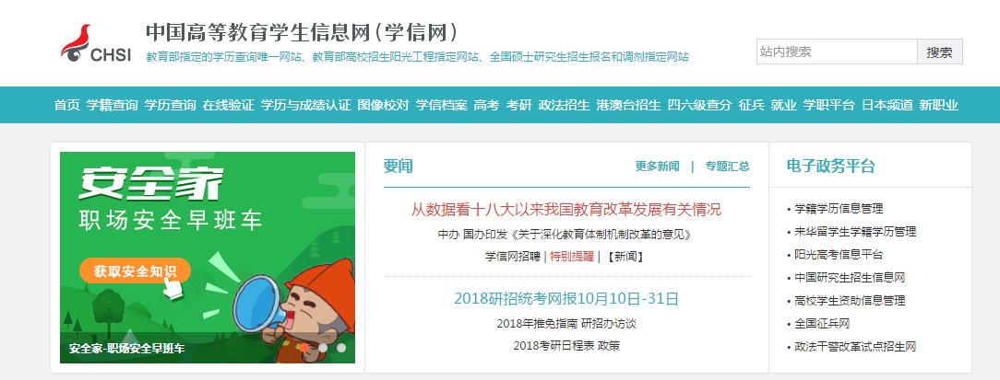 中国高等教育学生信息网(学信网)
CHSI
教育部指定的学历查询唯一网站、教育部高校招生阳光工程指定网站、全国硕士研究生招生报名和调剂指定网站
站内搜索 搜索
首页 学籍查询 学历查询 在线验证 学历与成绩认证 图像校对 学信档案 高考 考研 政法招生 港澳台招生 四六级查分 征兵 就业 学职平台 日本频道 新职业
安全家
职场安全早班车
获取安全知识
安全家-职场安全早班车
要闻 更多新闻 | 专题汇总
从数据看十八大以来我国教育改革发展有关情况
中办 国办印发《关于深化教育体制机制改革的意见》
学信网招聘 | 特别提醒 | 【新闻】
2018研招统考网报10月10日-31日
2018年推免指南 研招办访谈
2018考研日程表 政策
电子政务平台
• 学籍学历信息管理
• 来华留学生学籍学历管理
• 阳光高考信息平台
• 中国研究生招生信息网
• 高校学生资助信息管理
• 全国征兵网
• 政法干警改革试点招生网